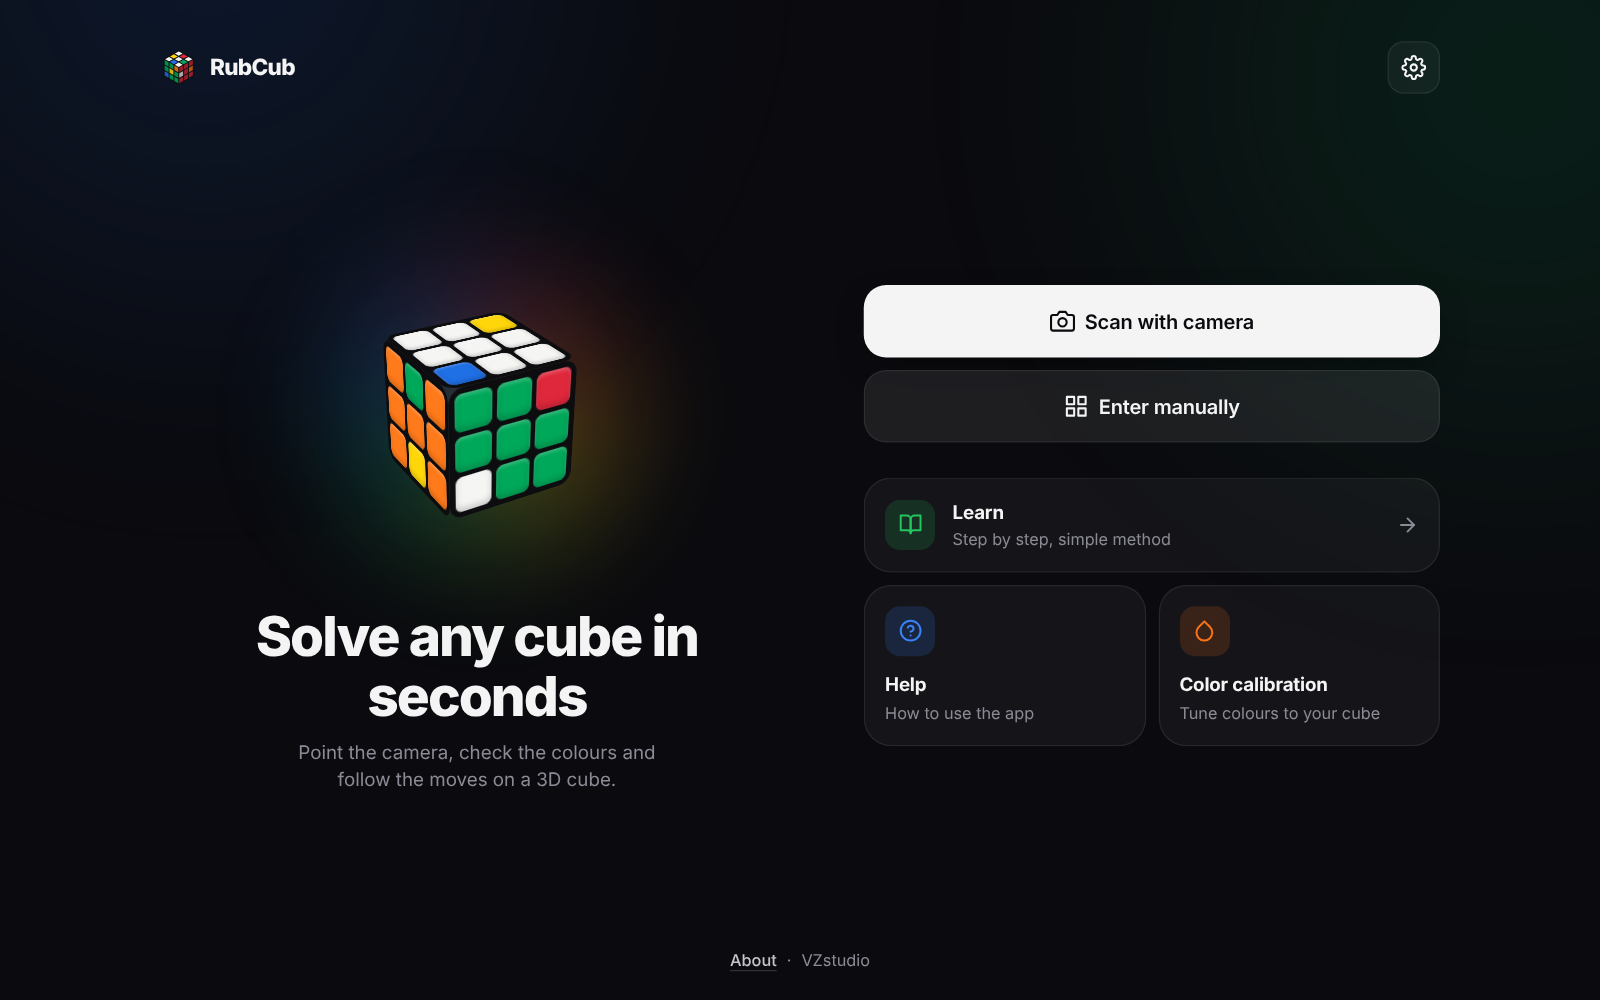 RubCub
Solve any cube in
seconds
Point the camera, check the colours and
follow the moves on a 3D cube.
Scan with camera
Enter manually
Learn
Step by step, simple method
Help
How to use the app
Color calibration
Tune colours to your cube
About · VZstudio